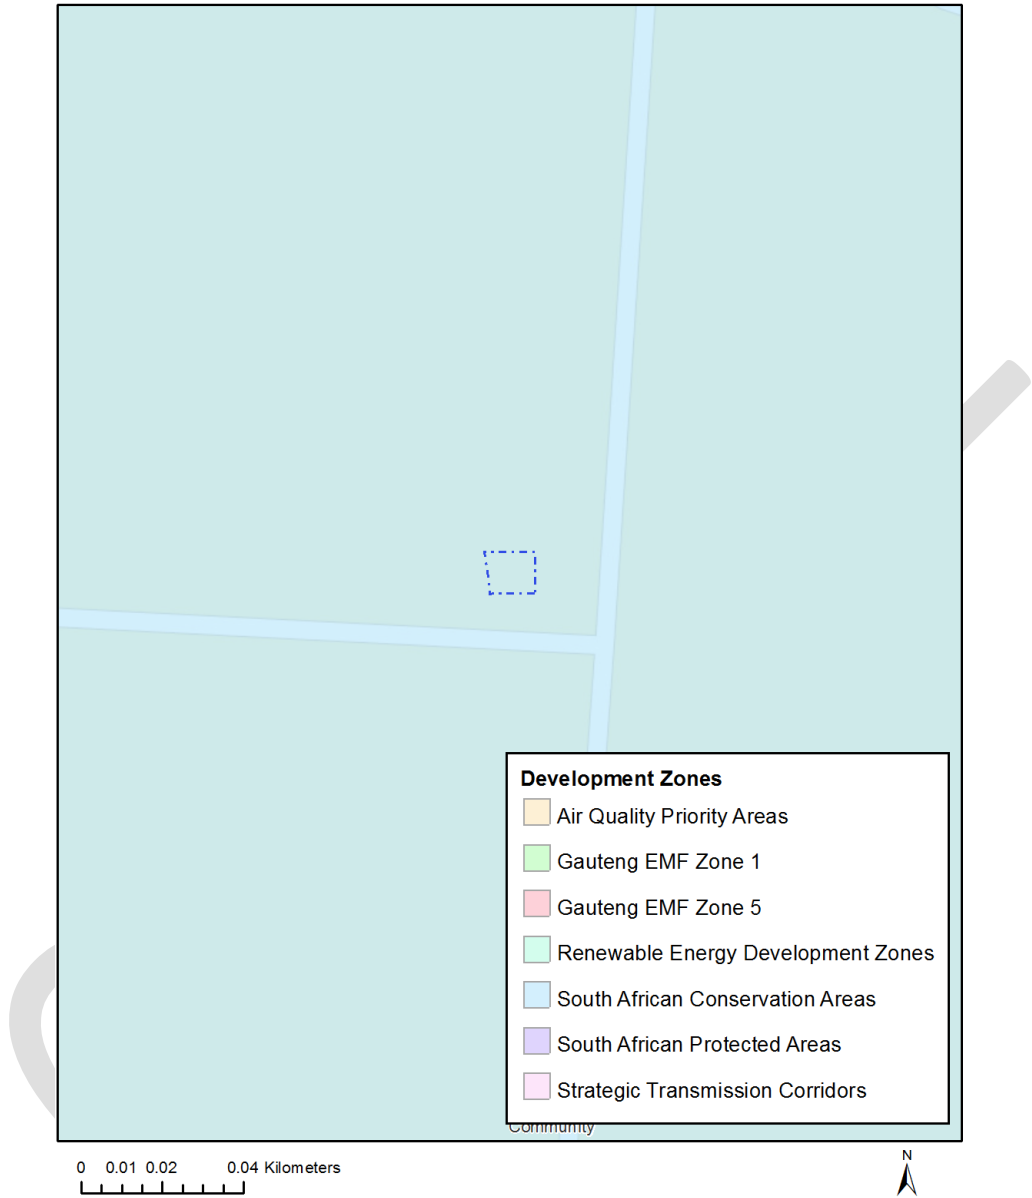 Development Zones
Air Quality Priority Areas
Gauteng EMF Zone 1
Gauteng EMF Zone 5
Renewable Energy Development Zones
South African Conservation Areas
South African Protected Areas
Strategic Transmission Corridors
Community
0 0.01 0.02 0.04 Kilometers
N